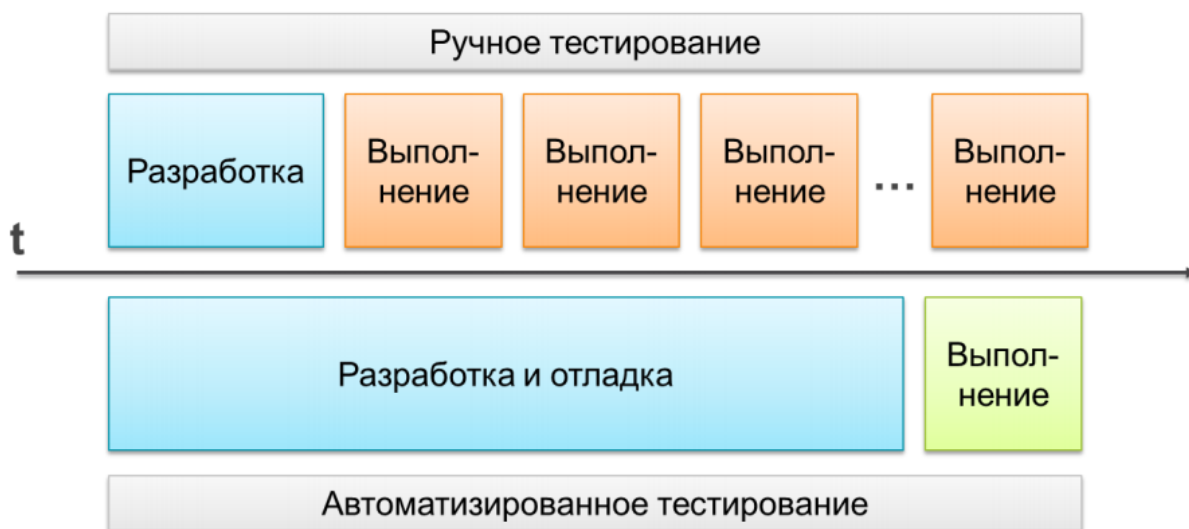 Ручное тестирование
Разработка
Выпол-
нение
Выпол-
нение
Выпол-
нение
...
Выпол-
нение
t
Разработка и отладка
Выпол-
нение
Автоматизированное тестирование